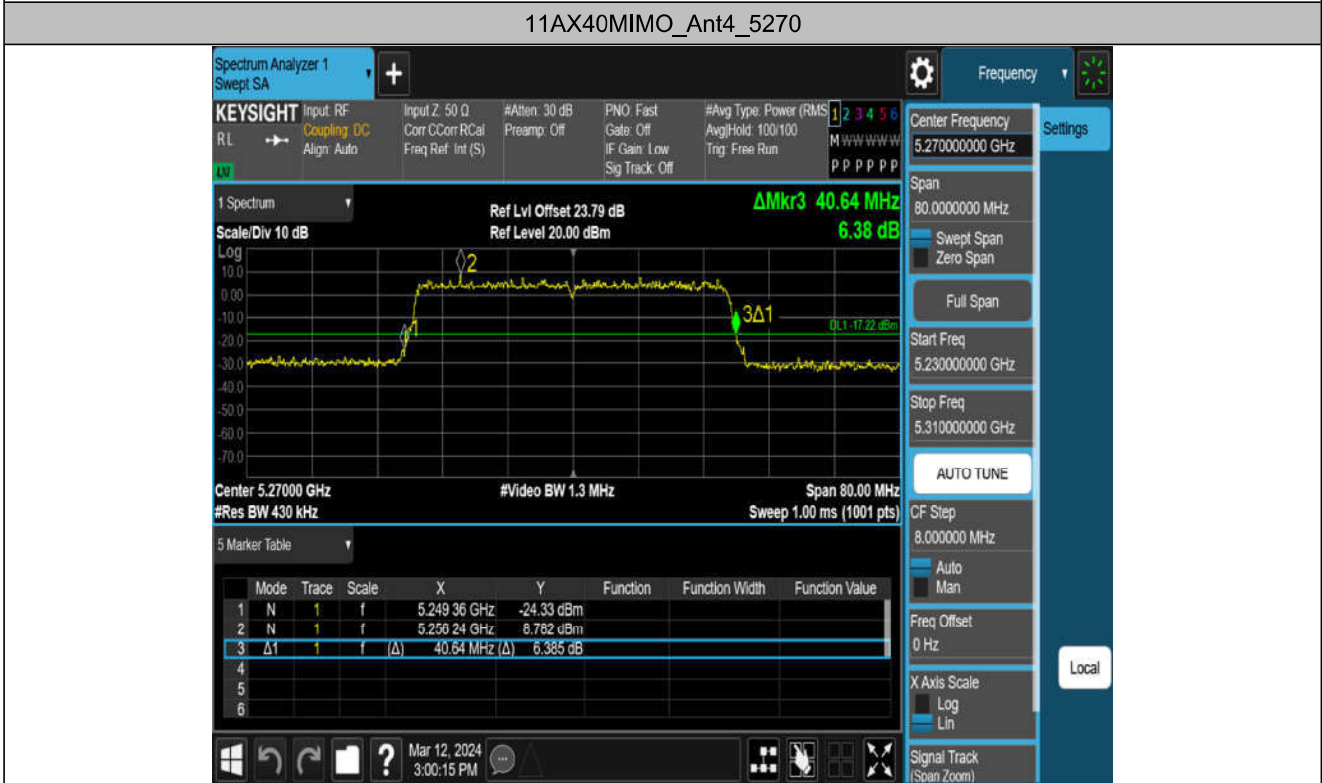 11AX40MIMO_Ant4_5270
Spectrum Analyzer 1
Swept SA
+
Frequency
KEYSIGHT
RL
LXI
Input: RF
Coupling: DC
Align: Auto
Input Z: 50 Ω
Corr CCorr RCal
Freq Ref: Int (S)
#Atten: 30 dB
Preamp: Off
PNO: Fast
Gate: Off
IF Gain: Low
Sig Track: Off
#Avg Type: Power (RMS
Avg|Hold: 100/100
Trig: Free Run
1 2 3 4 5 6
M W W W W W
P P P P P P
1 Spectrum
Scale/Div 10 dB
Ref Lvl Offset 23.79 dB
Ref Level 20.00 dBm
ΔMkr3 40.64 MHz
6.38 dB
Log
10.0
0.00
-10.0
-20.0
-30.0
-40.0
-50.0
-60.0
-70.0
2
3Δ1
DL1 -17.22 dBm
Center 5.27000 GHz
#Res BW 430 kHz
#Video BW 1.3 MHz
Span 80.00 MHz
Sweep 1.00 ms (1001 pts)
5 Marker Table
Mode Trace Scale X Y Function Function Width Function Value
1 N 1 f 5.249 36 GHz -24.33 dBm
2 N 1 f 5.256 24 GHz 8.782 dBm
3 Δ1 1 f (Δ) 40.64 MHz (Δ) 6.385 dB
4
5
6
?
Mar 12, 2024
3:00:15 PM
Center Frequency
5.270000000 GHz
Settings
Span
80.0000000 MHz
Swept Span
Zero Span
Full Span
Start Freq
5.230000000 GHz
Stop Freq
5.310000000 GHz
AUTO TUNE
CF Step
8.000000 MHz
Auto
Man
Freq Offset
0 Hz
Local
X Axis Scale
Log
Lin
Signal Track
(Span Zoom)